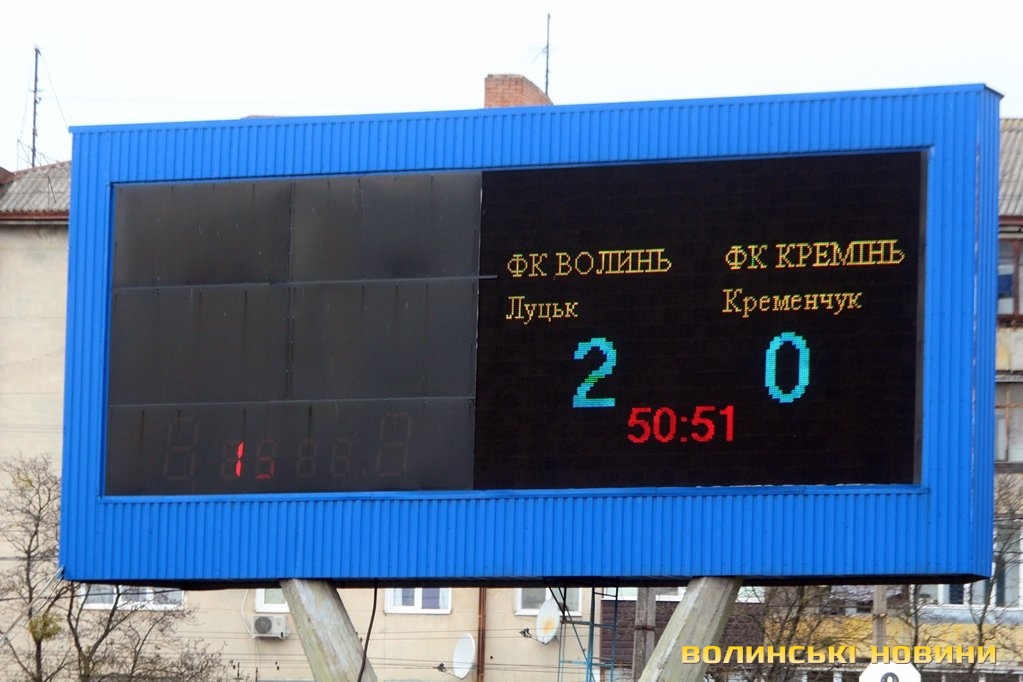 ФК ВОЛИНЬ ФК КРЕМІНЬ
Луцьк Кременчук
2 0
50:51
ВОЛИНСЬКІ НОВИНИ